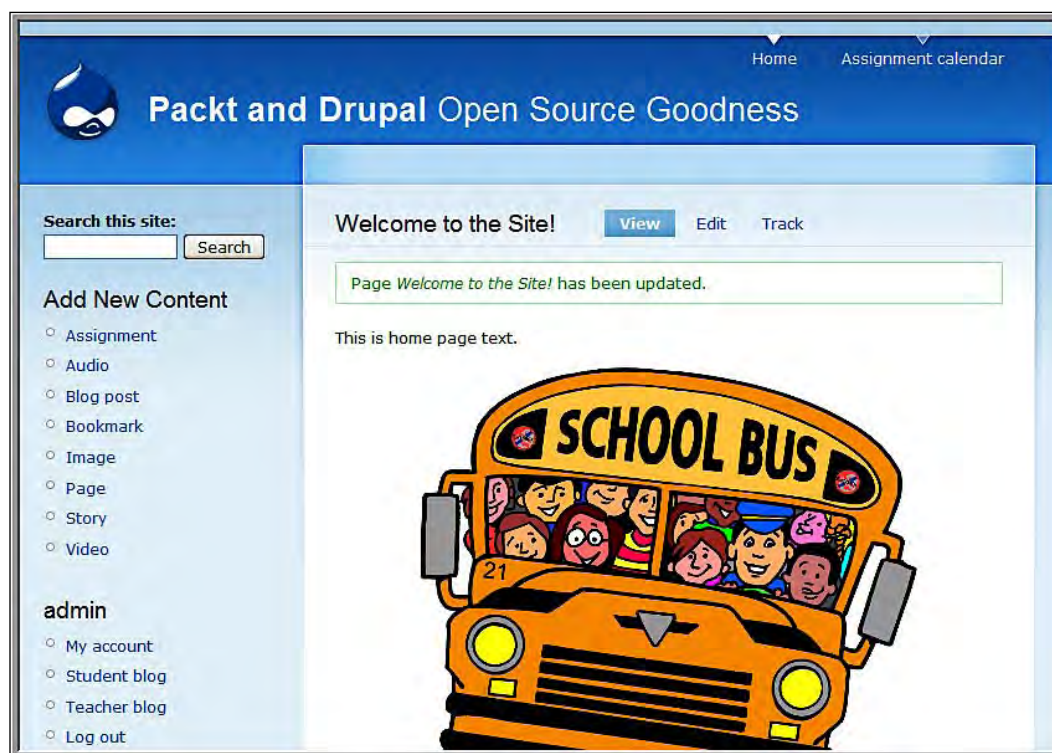 Home Assignment calendar
Packt and Drupal Open Source Goodness
Search this site:
Search
Add New Content
Assignment
Audio
Blog post
Bookmark
Image
Page
Story
Video
admin
My account
Student blog
Teacher blog
Log out
Welcome to the Site! View Edit Track
Page Welcome to the Site! has been updated.
This is home page text.
SCHOOL BUS
21